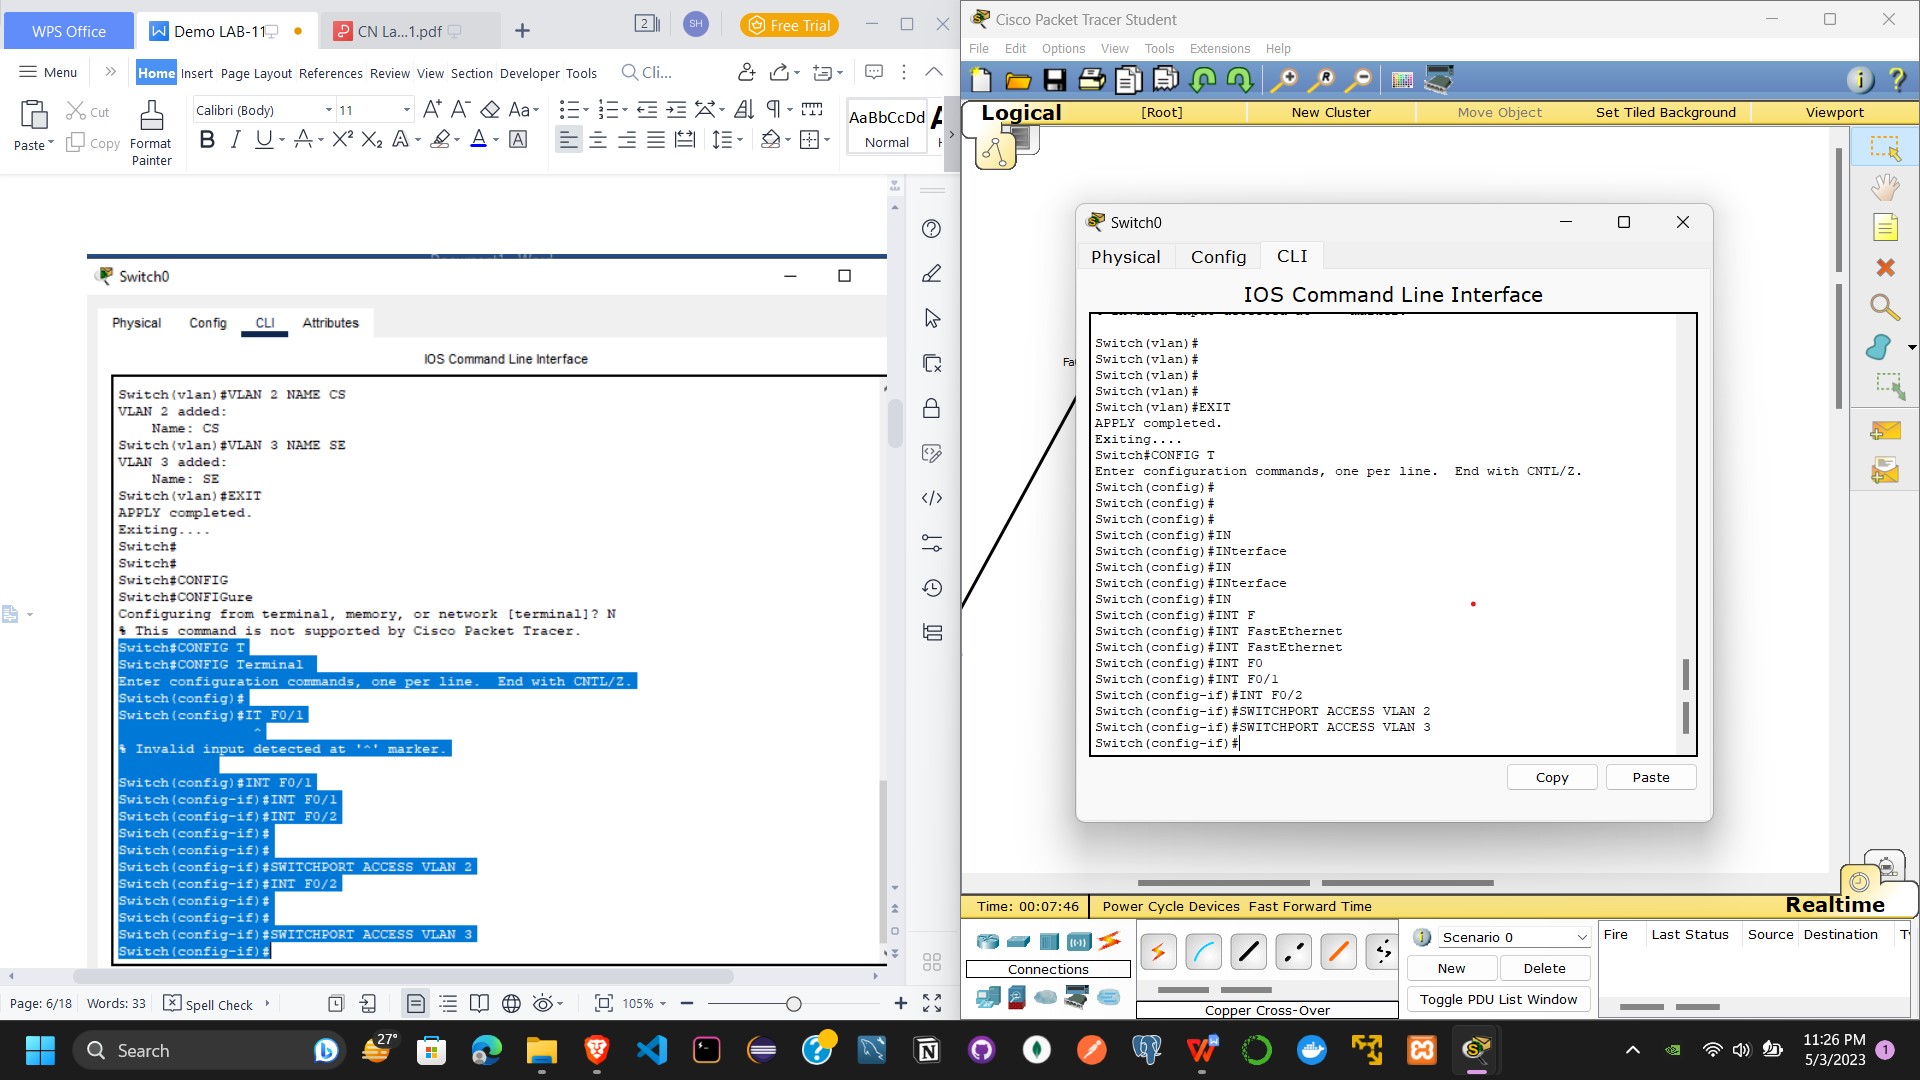 WPS Office
Demo LAB-11
CN La...1.pdf
2
SH
Free Trial
Menu
Home
Insert
Page Layout
References
Review
View
Section
Developer
Tools
Cli...
Paste
Cut
Copy
Format
Painter
Calibri (Body)
11
AaBbCcDd
Normal
Switch0
Physical
Config
CLI
Attributes
IOS Command Line Interface
Switch(vlan)#VLAN 2 NAME CS
VLAN 2 added:
Name: CS
Switch(vlan)#VLAN 3 NAME SE
VLAN 3 added:
Name: SE
Switch(vlan)#EXIT
APPLY completed.
Exiting....
Switch#
Switch#
Switch#CONFIG
Switch#CONFIGure
Configuring from terminal, memory, or network [terminal]? N
% This command is not supported by Cisco Packet Tracer.
Switch#CONFIG T
Switch#CONFIG Terminal
Enter configuration commands, one per line.  End with CNTL/Z.
Switch(config)#
Switch(config)#IT F0/1
^
% Invalid input detected at '^' marker.
Switch(config)#INT F0/1
Switch(config-if)#INT F0/1
Switch(config-if)#INT F0/2
Switch(config-if)#
Switch(config-if)#
Switch(config-if)#SWITCHPORT ACCESS VLAN 2
Switch(config-if)#INT F0/2
Switch(config-if)#
Switch(config-if)#
Switch(config-if)#SWITCHPORT ACCESS VLAN 3
Switch(config-if)#
Page: 6/18
Words: 33
Spell Check
105%
Cisco Packet Tracer Student
File
Edit
Options
View
Tools
Extensions
Help
Logical
[Root]
New Cluster
Move Object
Set Tiled Background
Viewport
Fa
Switch0
Physical
Config
CLI
IOS Command Line Interface
Switch(vlan)#
Switch(vlan)#
Switch(vlan)#
Switch(vlan)#
Switch(vlan)#EXIT
APPLY completed.
Exiting....
Switch#CONFIG T
Enter configuration commands, one per line.  End with CNTL/Z.
Switch(config)#
Switch(config)#
Switch(config)#
Switch(config)#IN
Switch(config)#INterface
Switch(config)#IN
Switch(config)#INterface
Switch(config)#IN
Switch(config)#INT F
Switch(config)#INT FastEthernet
Switch(config)#INT FastEthernet
Switch(config)#INT F0
Switch(config)#INT F0/1
Switch(config-if)#INT F0/2
Switch(config-if)#SWITCHPORT ACCESS VLAN 2
Switch(config-if)#SWITCHPORT ACCESS VLAN 3
Switch(config-if)#
Copy
Paste
Time: 00:07:46
Power Cycle Devices
Fast Forward Time
Realtime
Connections
Copper Cross-Over
Scenario 0
New
Delete
Toggle PDU List Window
Fire
Last Status
Source
Destination
Search
27°
11:26 PM
5/3/2023
1